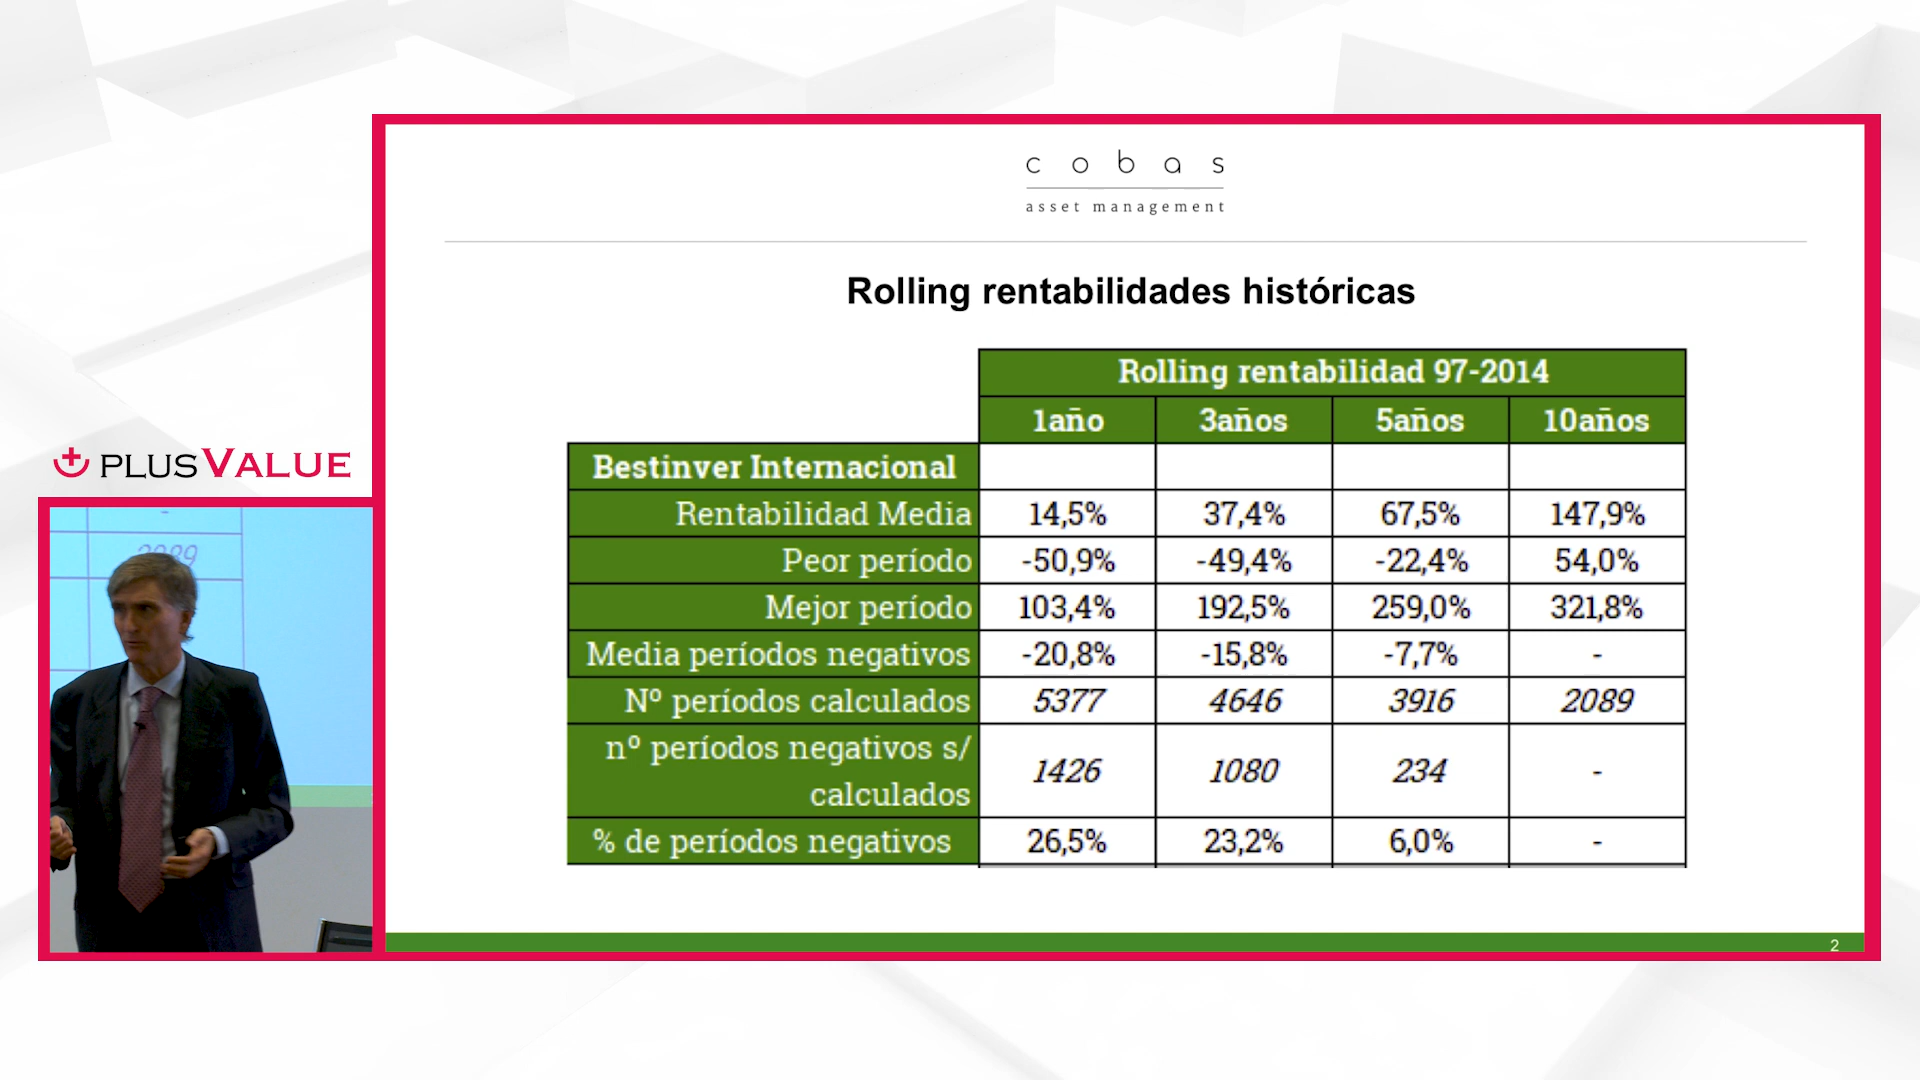 cobas
asset management
Rolling rentabilidades históricas
Rolling rentabilidad 97-2014
1año 3años 5años 10años
Bestinver Internacional
Rentabilidad Media 14,5% 37,4% 67,5% 147,9%
Peor período -50,9% -49,4% -22,4% 54,0%
Mejor período 103,4% 192,5% 259,0% 321,8%
Media períodos negativos -20,8% -15,8% -7,7% -
Nº períodos calculados 5377 4646 3916 2089
nº períodos negativos s/
calculados 1426 1080 234 -
% de períodos negativos 26,5% 23,2% 6,0% -
2
PLUSVALUE
2089